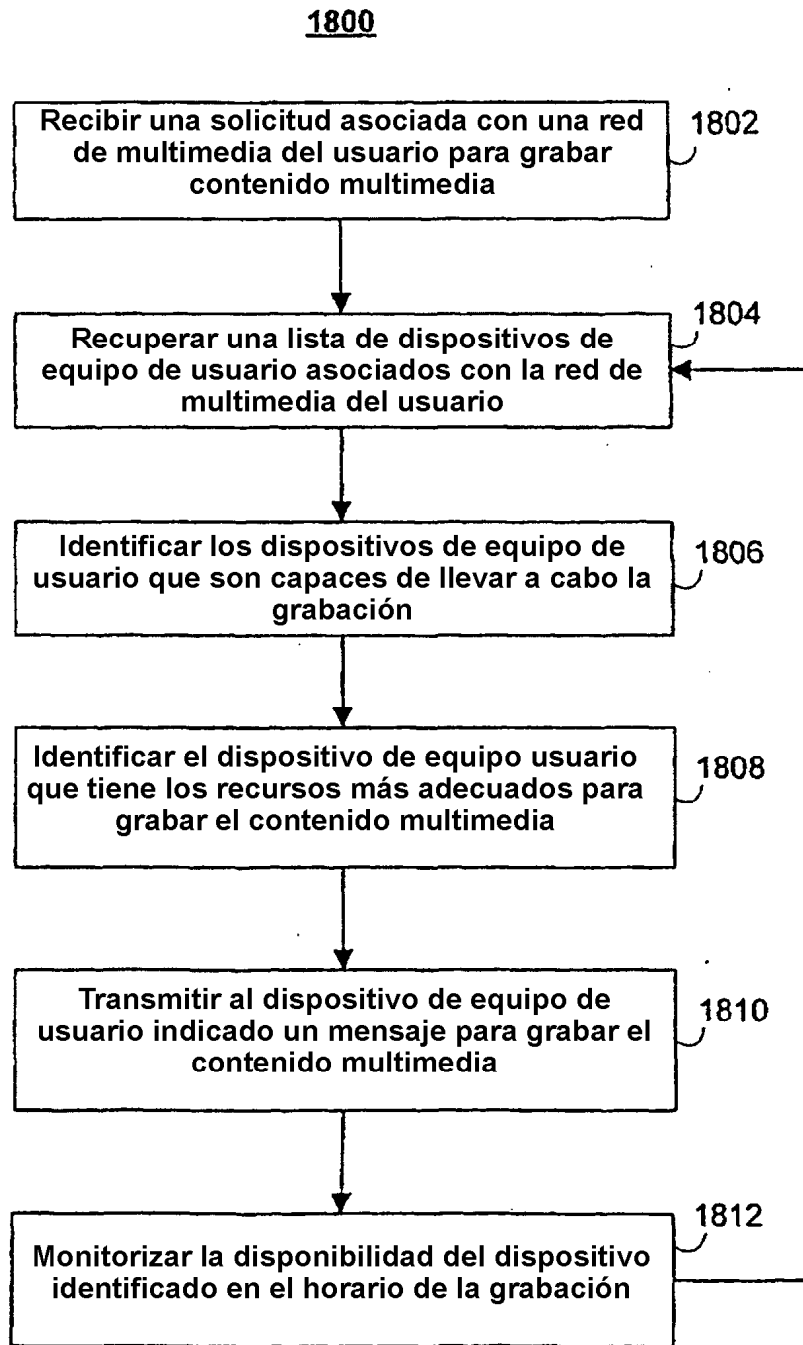 1800
Recibir una solicitud asociada con una red
de multimedia del usuario para grabar
contenido multimedia
1802
Recuperar una lista de dispositivos de
equipo de usuario asociados con la red de
multimedia del usuario
1804
Identificar los dispositivos de equipo de
usuario que son capaces de llevar a cabo la
grabación
1806
Identificar el dispositivo de equipo usuario
que tiene los recursos más adecuados para
grabar el contenido multimedia
1808
Transmitir al dispositivo de equipo de
usuario indicado un mensaje para grabar el
contenido multimedia
1810
Monitorizar la disponibilidad del dispositivo
identificado en el horario de la grabación
1812